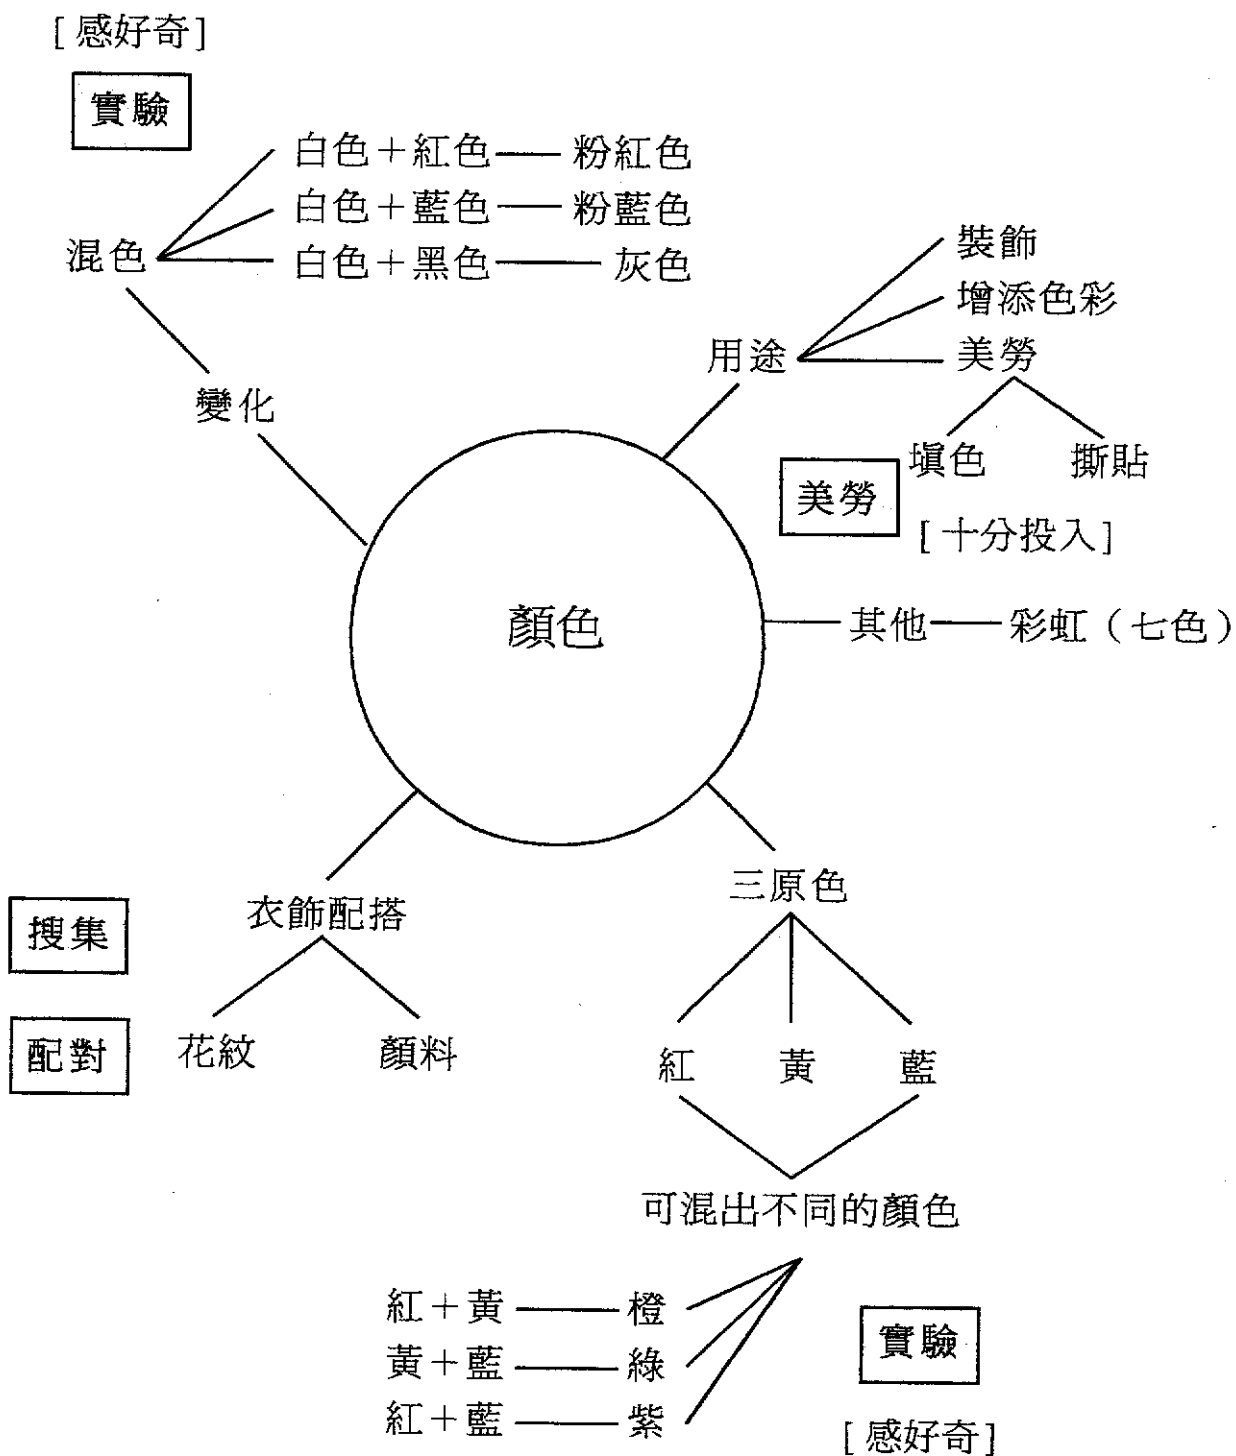 [感好奇]
實驗
白色＋紅色 — 粉紅色
白色＋藍色 — 粉藍色
混色
白色＋黑色 — 灰色
變化
用途
裝飾
增添色彩
美勞
填色
撕貼
美勞
[十分投入]
顏色
其他 — 彩虹（七色）
搜集
衣飾配搭
配對
花紋
顏料
三原色
紅 黃 藍
可混出不同的顏色
紅＋黃 — 橙
黃＋藍 — 綠
紅＋藍 — 紫
實驗
[感好奇]